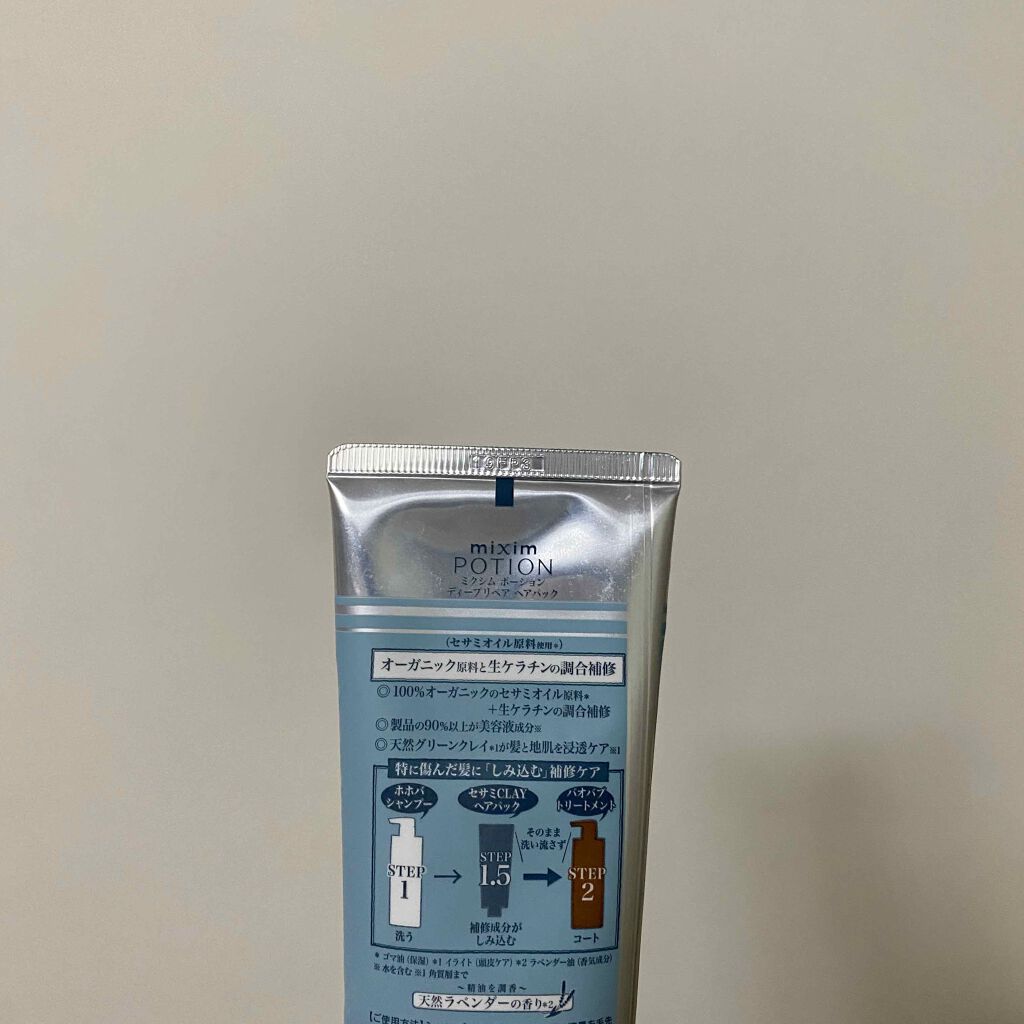 mixim
POTION
ミクシム ポーション
ディープリペア ヘアパック
(セサミオイル原料使用*)
オーガニック原料と生ケラチンの調合補修
◎100%オーガニックのセサミオイル原料*
+生ケラチンの調合補修
◎製品の90%以上が美容液成分※
◎天然グリーンクレイ*1が髪と地肌を浸透ケア※1
特に傷んだ髪に「しみ込む」補修ケア
ホホバ
シャンプー
セサミCLAY
ヘアパック
バオバブ
トリートメント
そのまま
洗い流さず
STEP
1
STEP
1.5
STEP
2
洗う
補修成分が
しみ込む
コート
* ゴマ油(保湿) *1 イライト(頭皮ケア) *2 ラベンダー油(香気成分)
※水を含む ※1 角質層まで
～精油を調香～
天然ラベンダーの香り*2
【ご使用方法】